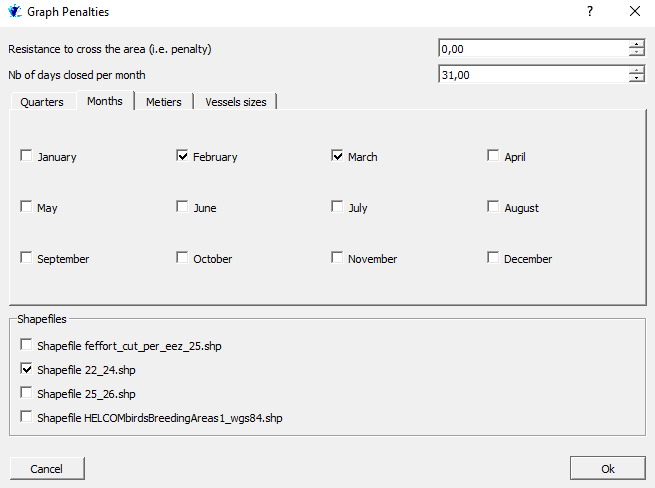 Graph Penalties
Resistance to cross the area (i.e. penalty) 0,00
Nb of days closed per month 31,00
Quarters Months Metiers Vessels sizes
January February March April
May June July August
September October November December
Shapefiles
Shapefile feffort_cut_per_eez_25.shp
Shapefile 22_24.shp
Shapefile 25_26.shp
Shapefile HELCOMbirdsBreedingAreas1_wgs84.shp
Cancel Ok